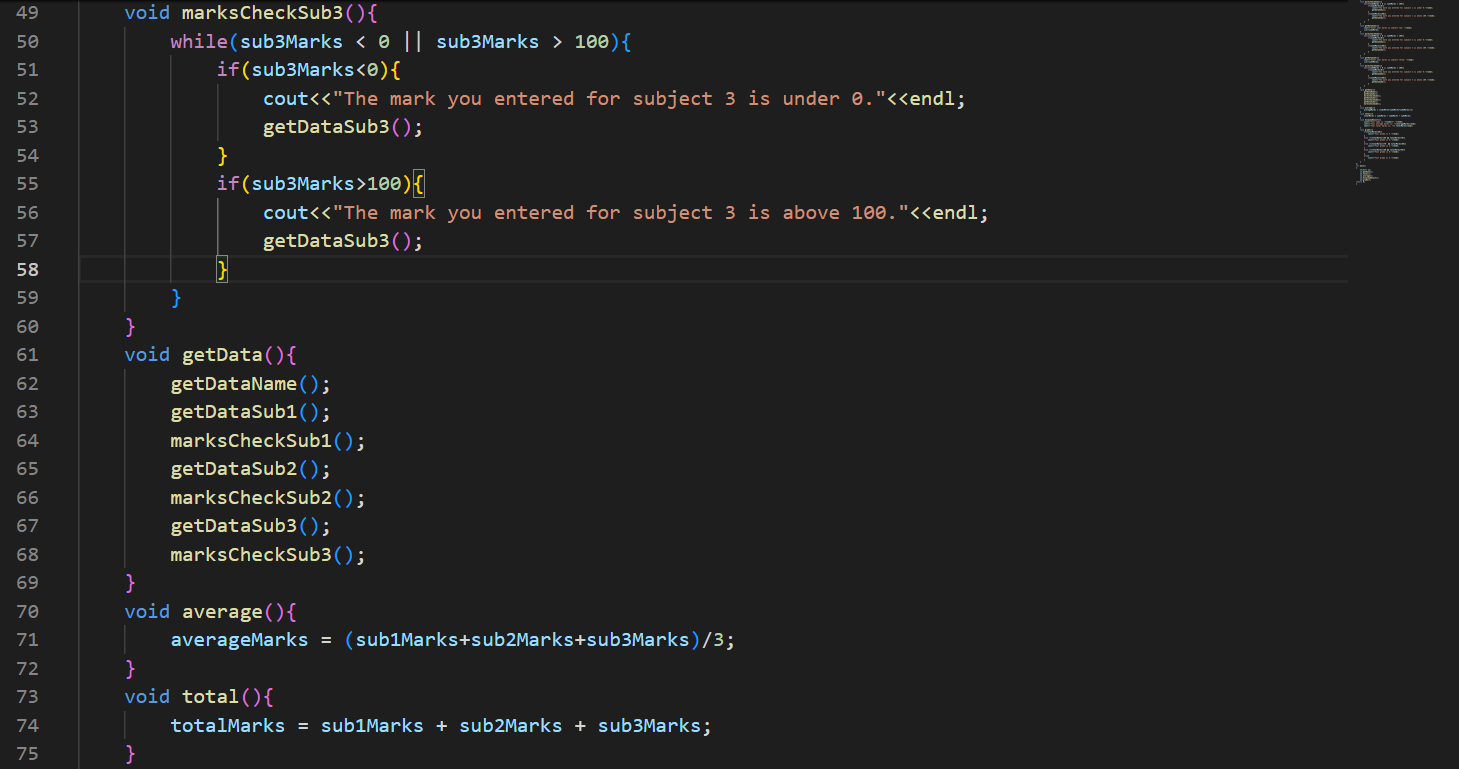 49 void marksCheckSub3(){
50 while(sub3Marks < 0 || sub3Marks > 100){
51 if(sub3Marks<0){
52 cout<<"The mark you entered for subject 3 is under 0."<<endl;
53 getDataSub3();
54 }
55 if(sub3Marks>100){
56 cout<<"The mark you entered for subject 3 is above 100."<<endl;
57 getDataSub3();
58 }
59 }
60 }
61 void getData(){
62 getDataName();
63 getDataSub1();
64 marksCheckSub1();
65 getDataSub2();
66 marksCheckSub2();
67 getDataSub3();
68 marksCheckSub3();
69 }
70 void average(){
71 averageMarks = (sub1Marks+sub2Marks+sub3Marks)/3;
72 }
73 void total(){
74 totalMarks = sub1Marks + sub2Marks + sub3Marks;
75 }